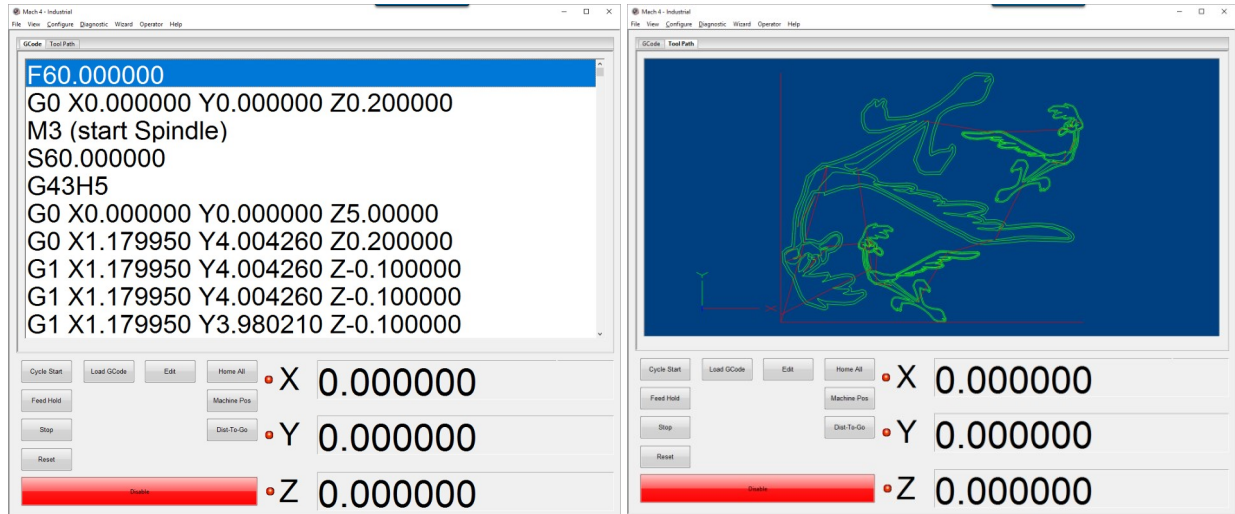 Mach 4 - Industrial
File View Configure Diagnostic Wizard Operator Help
GCode Tool Path
F60.000000
G0 X0.000000 Y0.000000 Z0.200000
M3 (start Spindle)
S60.000000
G43H5
G0 X0.000000 Y0.000000 Z5.00000
G0 X1.179950 Y4.004260 Z0.200000
G1 X1.179950 Y4.004260 Z-0.100000
G1 X1.179950 Y4.004260 Z-0.100000
G1 X1.179950 Y3.980210 Z-0.100000
Cycle Start Load GCode Edit Home All X 0.000000
Feed Hold Machine Pos
Stop Dist-To-Go Y 0.000000
Reset
Disable Z 0.000000
Mach 4 - Industrial
File View Configure Diagnostic Wizard Operator Help
GCode Tool Path
Y
X
Cycle Start Load GCode Edit Home All X 0.000000
Feed Hold Machine Pos
Stop Dist-To-Go Y 0.000000
Reset
Disable Z 0.000000